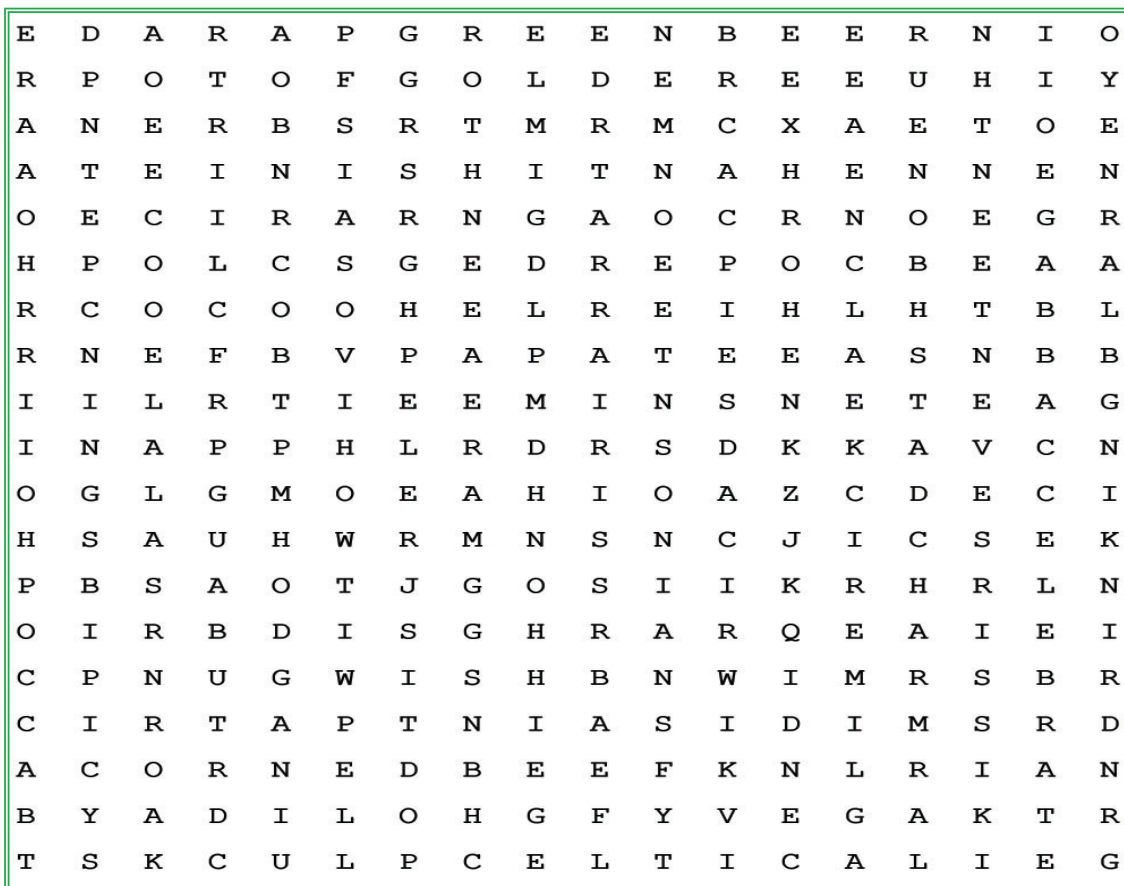 E D A R A P G R E E N B E E R N I O
R P O T O F G O L D E R E E U H I Y
A N E R B S R T M R M C X A E T O E
A T E I N I S H I T N A H E N N E N
O E C I R A R N G A O C R N O E G R
H P O L C S G E D R E P O C B E A A
R C O C O O H E L R E I H L H T B L
R N E F B V P A P A T E E A S N B B
I I L R T I E E M I N S N E T E A G
I N A P P H L R D R S D K K A V C N
O G L G M O E A H I O A Z C D E C I
H S A U H W R M N S N C J I C S E K
P B S A O T J G O S I I K R H R L N
O I R B D I S G H R A R Q E A I E I
C P N U G W I S H B N W I M R S B R
C I R T A P T N I A S I D I M S R D
A C O R N E D B E E F K N L R I A N
B Y A D I L O H G F Y V E G A K T R
T S K C U L P C E L T I C A L I E G